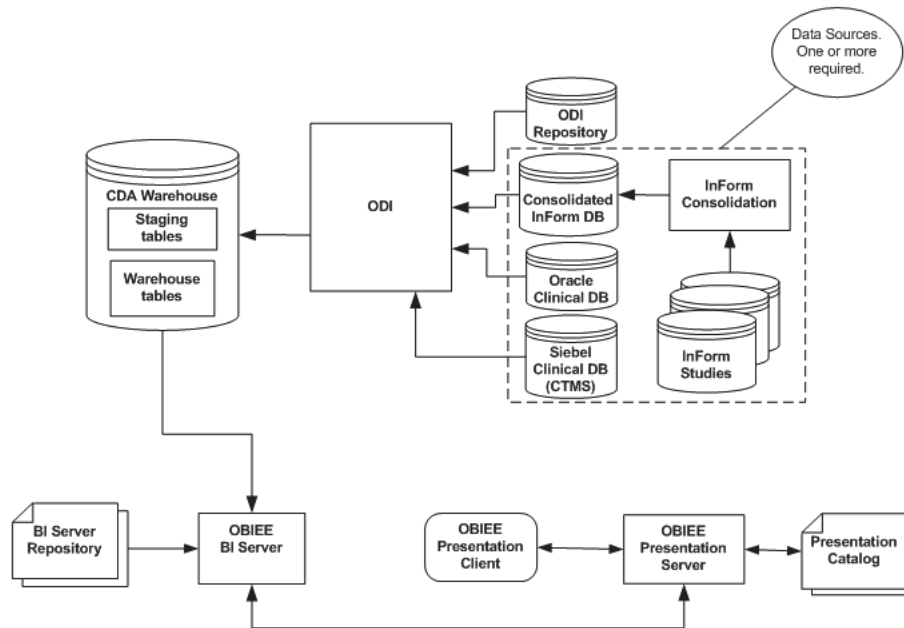 Data Sources.
One or more
required.
ODI
Repository
CDA Warehouse
Staging
tables
Warehouse
tables
ODI
Consolidated
InForm DB
InForm
Consolidation
Oracle
Clinical DB
Siebel
Clinical DB
(CTMS)
InForm
Studies
BI Server
Repository
OBIEE
BI Server
OBIEE
Presentation
Client
OBIEE
Presentation
Server
Presentation
Catalog